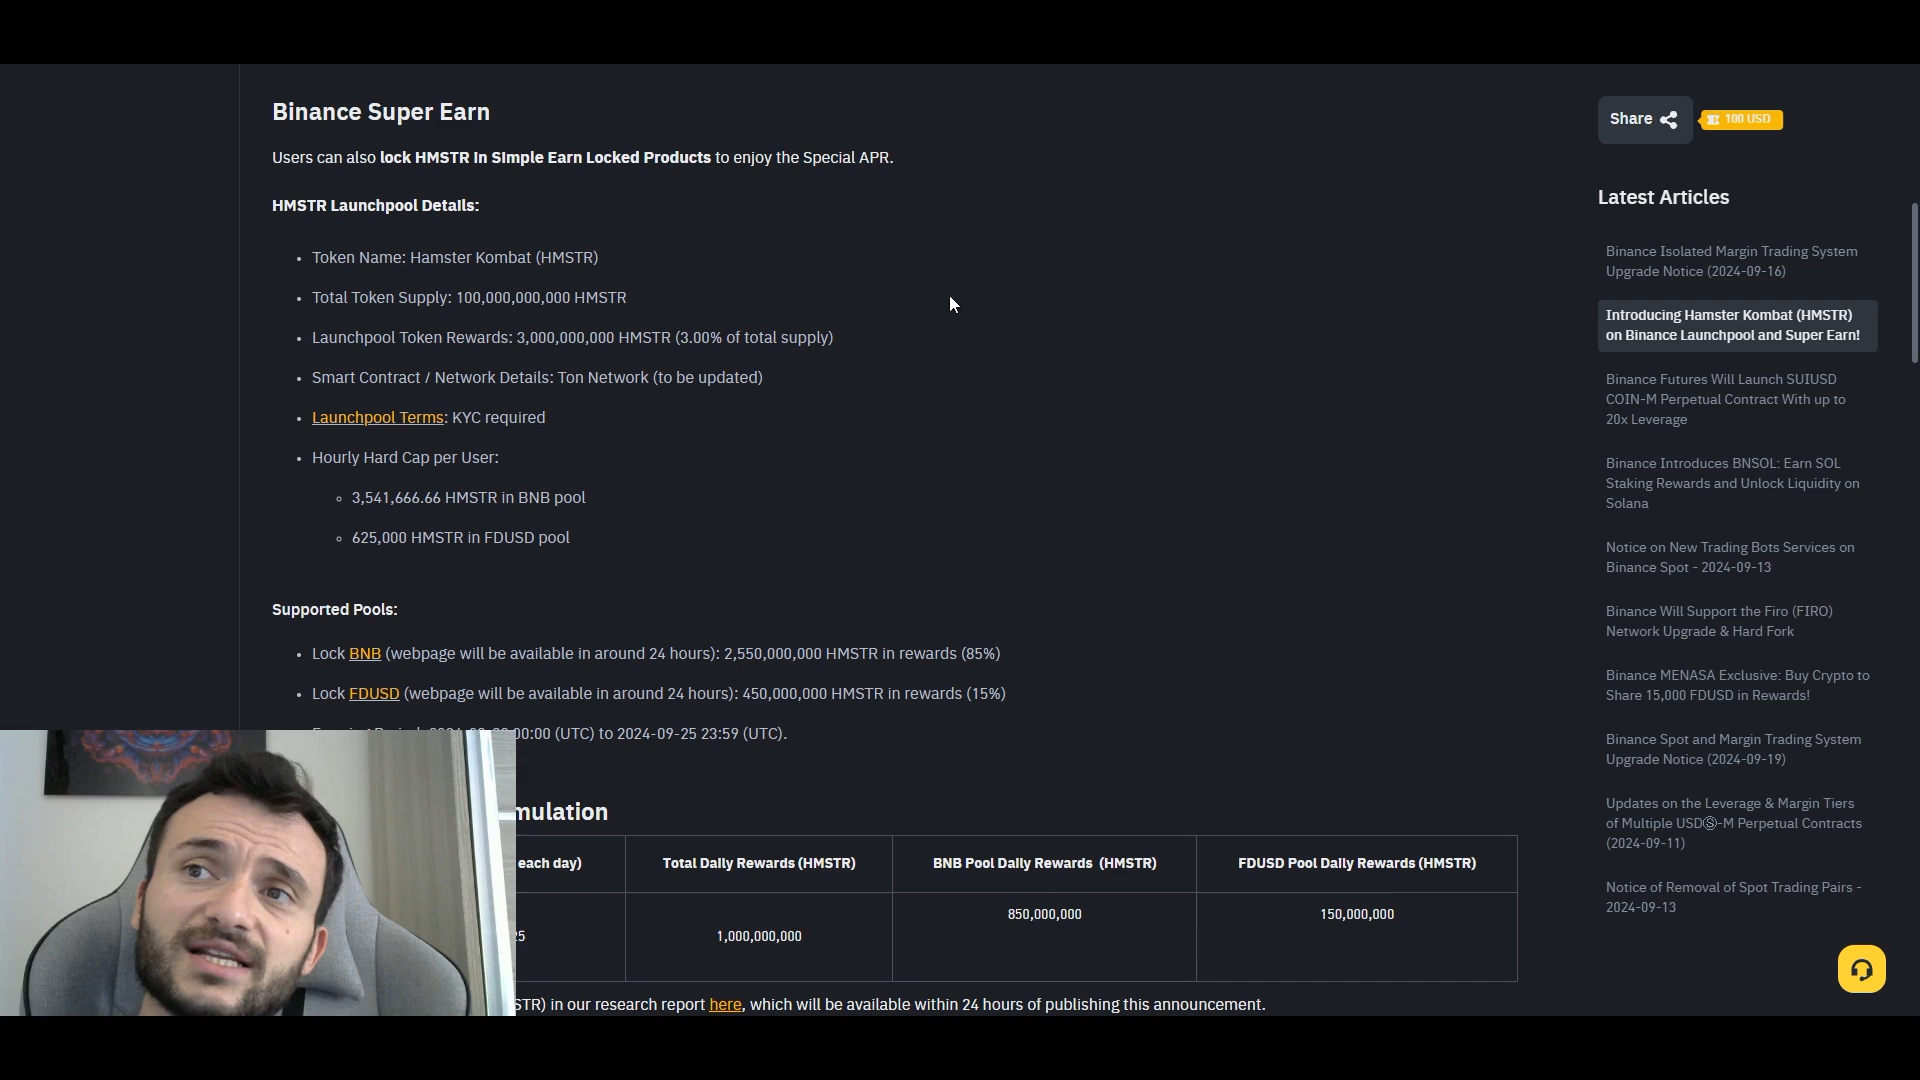 Binance Super Earn
Users can also lock HMSTR in Simple Earn Locked Products to enjoy the Special APR.
HMSTR Launchpool Details:
• Token Name: Hamster Kombat (HMSTR)
• Total Token Supply: 100,000,000,000 HMSTR
• Launchpool Token Rewards: 3,000,000,000 HMSTR (3.00% of total supply)
• Smart Contract / Network Details: Ton Network (to be updated)
• Launchpool Terms: KYC required
• Hourly Hard Cap per User:
◦ 3,541,666.66 HMSTR in BNB pool
◦ 625,000 HMSTR in FDUSD pool
Supported Pools:
• Lock BNB (webpage will be available in around 24 hours): 2,550,000,000 HMSTR in rewards (85%)
• Lock FDUSD (webpage will be available in around 24 hours): 450,000,000 HMSTR in rewards (15%)
00:00 (UTC) to 2024-09-25 23:59 (UTC).
mulation
each day) Total Daily Rewards (HMSTR) BNB Pool Daily Rewards (HMSTR) FDUSD Pool Daily Rewards (HMSTR)
25 1,000,000,000 850,000,000 150,000,000
STR) in our research report here, which will be available within 24 hours of publishing this announcement.
Share 100 USD
Latest Articles
Binance Isolated Margin Trading System
Upgrade Notice (2024-09-16)
Introducing Hamster Kombat (HMSTR)
on Binance Launchpool and Super Earn!
Binance Futures Will Launch SUIUSD
COIN-M Perpetual Contract With up to
20x Leverage
Binance Introduces BNSOL: Earn SOL
Staking Rewards and Unlock Liquidity on
Solana
Notice on New Trading Bots Services on
Binance Spot - 2024-09-13
Binance Will Support the Firo (FIRO)
Network Upgrade & Hard Fork
Binance MENASA Exclusive: Buy Crypto to
Share 15,000 FDUSD in Rewards!
Binance Spot and Margin Trading System
Upgrade Notice (2024-09-19)
Updates on the Leverage & Margin Tiers
of Multiple USDⓈ-M Perpetual Contracts
(2024-09-11)
Notice of Removal of Spot Trading Pairs -
2024-09-13